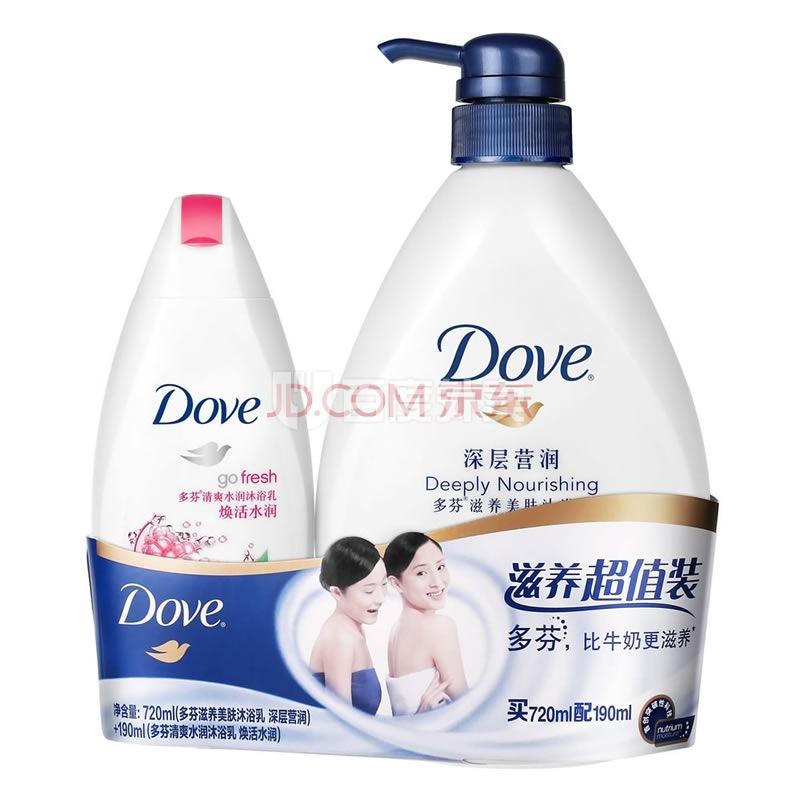 Dove
深层营润
Deeply Nourishing
多芬®滋养美肤沐浴乳
Dove
go fresh
多芬®清爽水润沐浴乳
焕活水润
JD.COM 京东
Dove
滋养超值装
多芬®, 比牛奶更滋养*
净含量: 720ml(多芬滋养美肤沐浴乳 深层营润)
+190ml(多芬清爽水润沐浴乳 焕活水润)
买720ml配190ml
nutrium
moisture